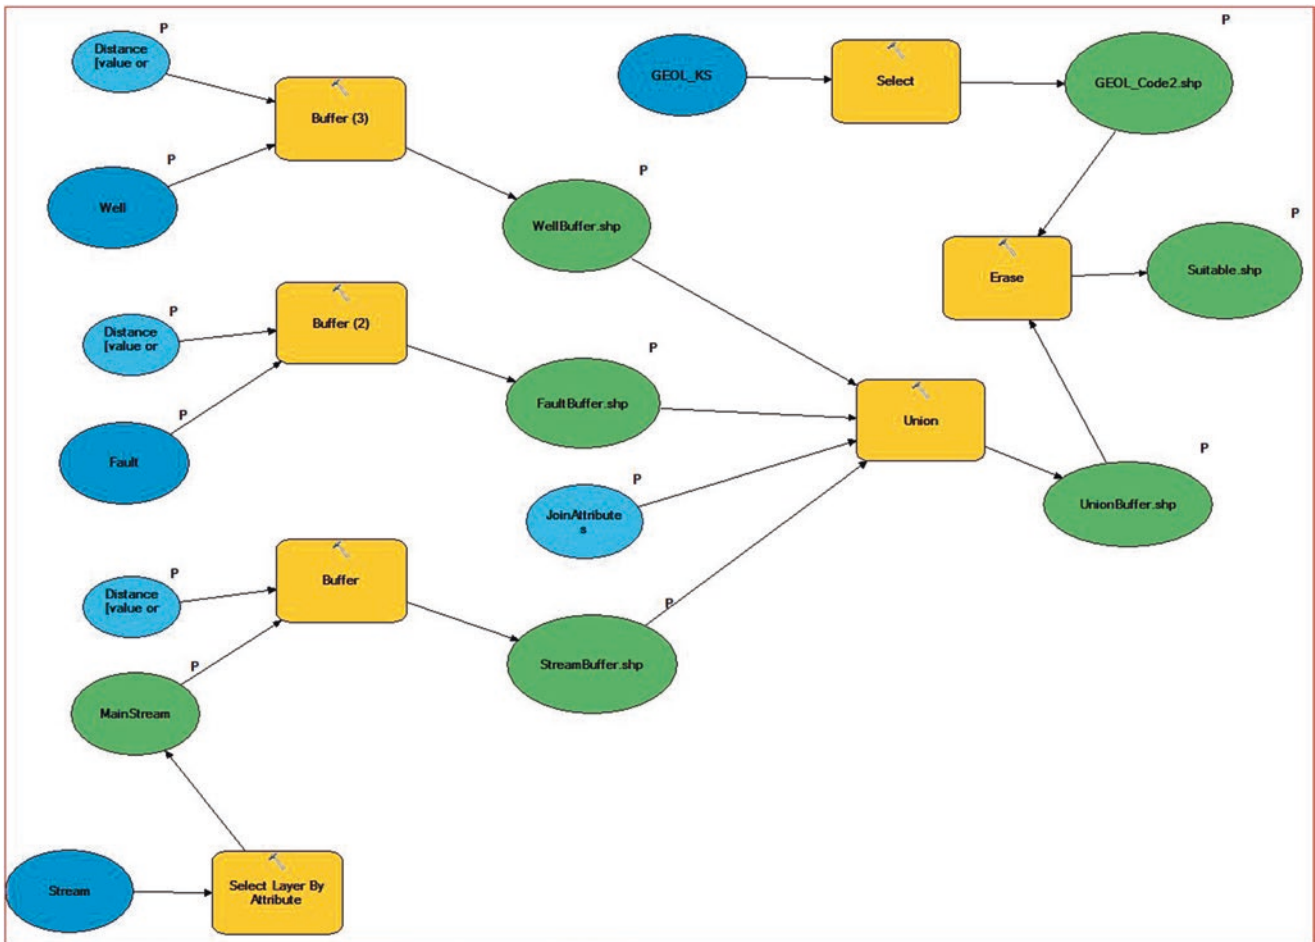 P
Distance
[value or
Buffer (3)
P
Well
P
WellBuffer.shp
P
Distance
[value or
Buffer (2)
P
Fault
P
FaultBuffer.shp
P
JoinAttribute
s
P
Distance
[value or
Buffer
P
MainStream
P
StreamBuffer.shp
Stream
Select Layer By
Attribute
GEOL_KS
Select
P
GEOL_Code2.shp
Erase
P
Suitable.shp
Union
P
UnionBuffer.shp